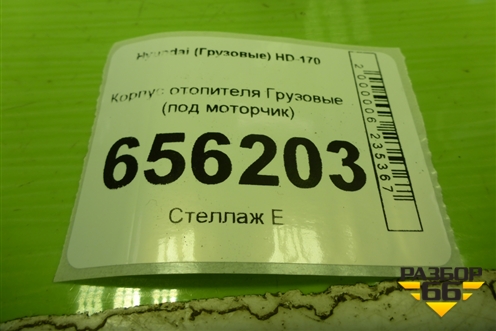 Hyundai (Грузовые) HD-170
Корпус отопителя Грузовые
(под моторчик)
656203
Стеллаж Е
2000006235367
РАЗБОР
66